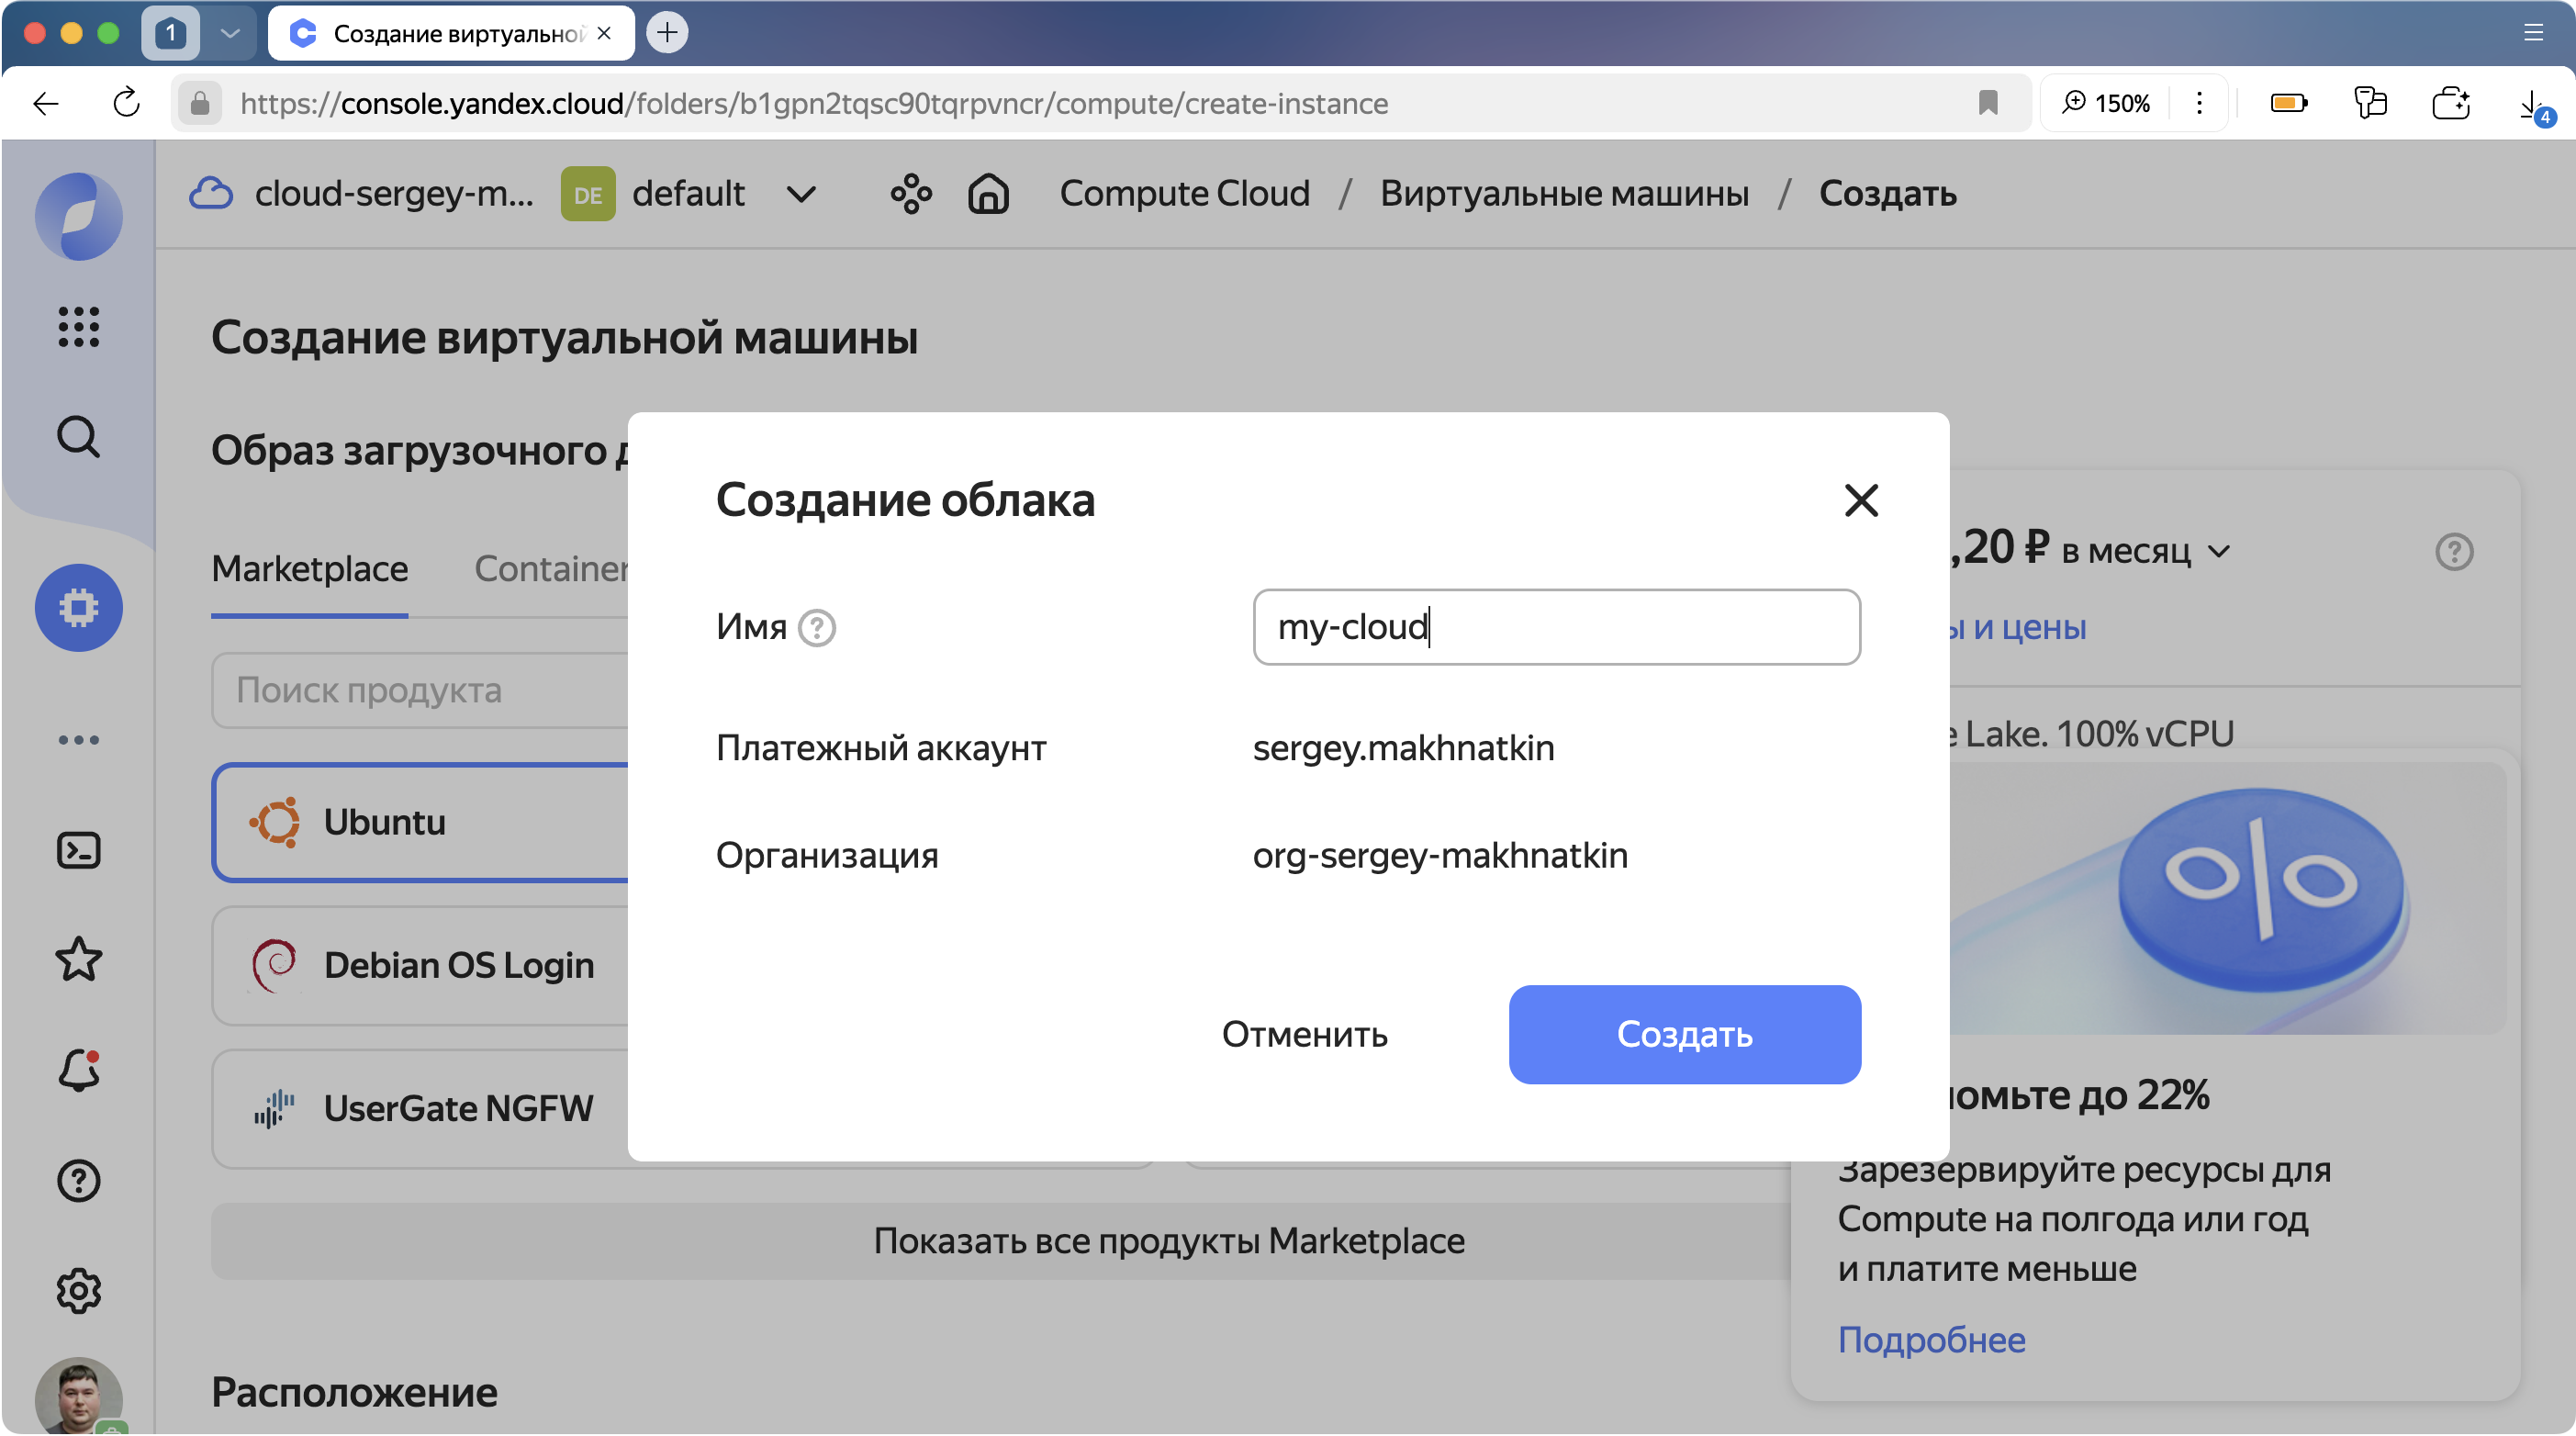 1
Создание виртуальной
https://console.yandex.cloud/folders/b1gpn2tqsc90tqrpvncr/compute/create-instance
150%
4
cloud-sergey-m...
DE
default
Compute Cloud / Виртуальные машины / Создать
Создание виртуальной машины
Образ загрузочного
Marketplace
Container
Поиск продукта
Ubuntu
Debian OS Login
UserGate NGFW
Показать все продукты Marketplace
Расположение
Создание облака
Имя
my-cloud
Платежный аккаунт
sergey.makhnatkin
Организация
org-sergey-makhnatkin
Отменить
Создать
,20 ₽ в месяц
и цены
Lake. 100% vCPU
%
до 22%
Зарезервируйте ресурсы для
Compute на полгода или год
и платите меньше
Подробнее